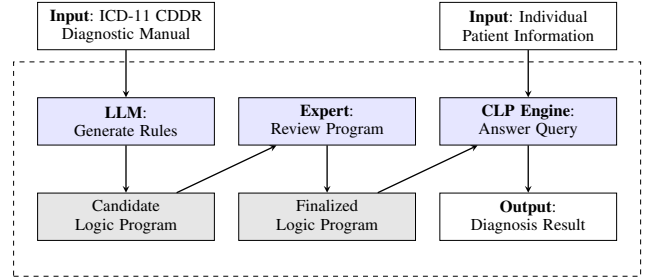 Input: ICD-11 CDDR
Diagnostic Manual
Input: Individual
Patient Information
LLM:
Generate Rules
Expert:
Review Program
CLP Engine:
Answer Query
Candidate
Logic Program
Finalized
Logic Program
Output:
Diagnosis Result